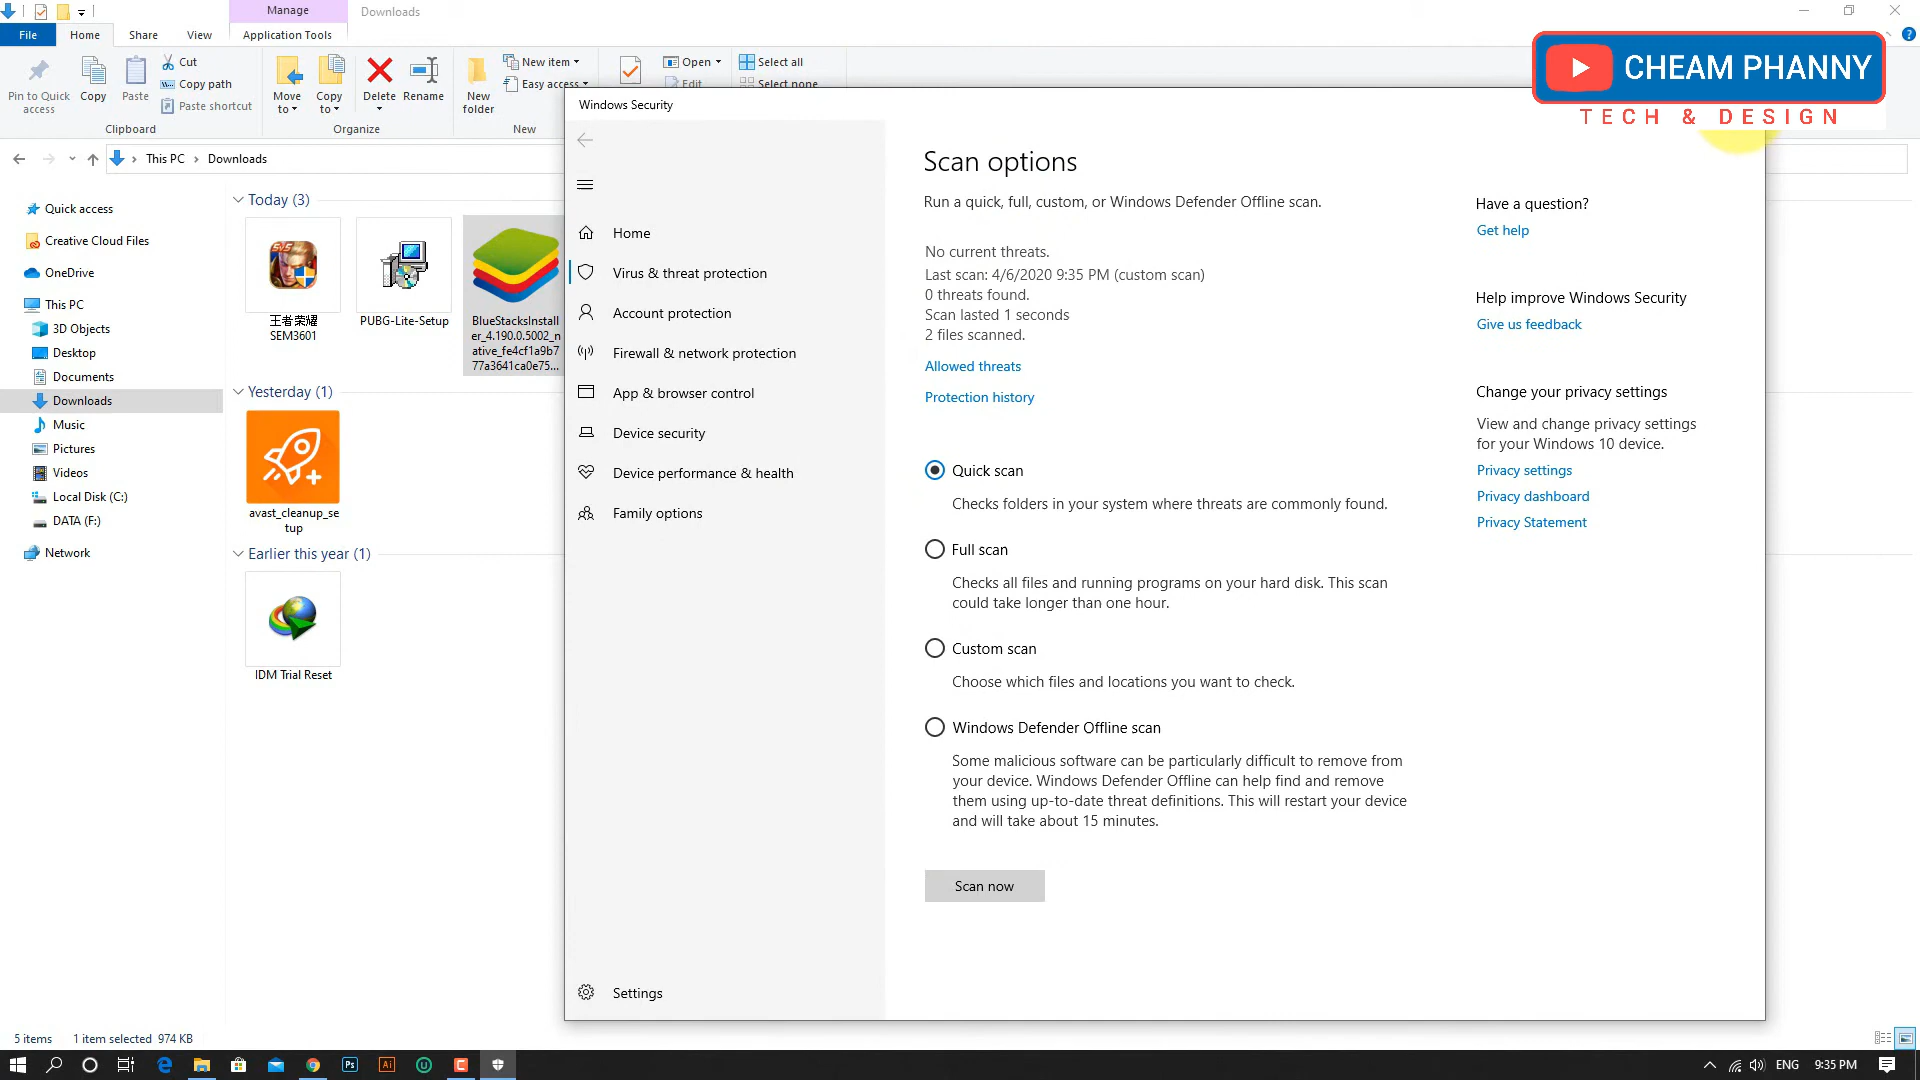 Manage
Downloads
File
Home
Share
View
Application Tools
Pin to Quick
access
Copy
Paste
Cut
Copy path
Paste shortcut
Clipboard
Move
to
Copy
to
Delete
Rename
Organize
New
folder
New item
Easy access
New
Open
Edit
Select all
Select none
CHEAM PHANNY
TECH & DESIGN
This PC
Downloads
Quick access
Creative Cloud Files
OneDrive
This PC
3D Objects
Desktop
Documents
Downloads
Music
Pictures
Videos
Local Disk (C:)
DATA (F:)
Network
Today (3)
5V5
王者荣耀
SEM3601
PUBG-Lite-Setup
BlueStacksInstall
er_4.190.0.5002_n
ative_fe4cf1a9b7
77a3641ca0e75...
Yesterday (1)
avast_cleanup_se
tup
Earlier this year (1)
IDM Trial Reset
Windows Security
Home
Virus & threat protection
Account protection
Firewall & network protection
App & browser control
Device security
Device performance & health
Family options
Settings
Scan options
Run a quick, full, custom, or Windows Defender Offline scan.
No current threats.
Last scan: 4/6/2020 9:35 PM (custom scan)
0 threats found.
Scan lasted 1 seconds
2 files scanned.
Allowed threats
Protection history
Quick scan
Checks folders in your system where threats are commonly found.
Full scan
Checks all files and running programs on your hard disk. This scan
could take longer than one hour.
Custom scan
Choose which files and locations you want to check.
Windows Defender Offline scan
Some malicious software can be particularly difficult to remove from
your device. Windows Defender Offline can help find and remove
them using up-to-date threat definitions. This will restart your device
and will take about 15 minutes.
Scan now
Have a question?
Get help
Help improve Windows Security
Give us feedback
Change your privacy settings
View and change privacy settings
for your Windows 10 device.
Privacy settings
Privacy dashboard
Privacy Statement
5 items
1 item selected 974 KB
Ps
Ai
ENG
9:35 PM